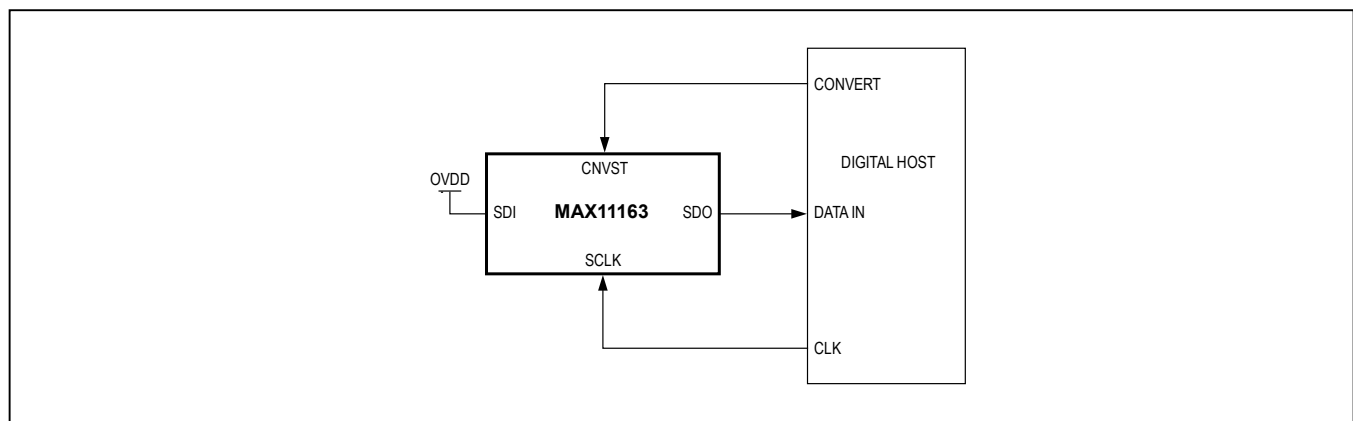 CONVERT
CNVST
DIGITAL HOST
OVDD
SDI
MAX11163
SDO
DATA IN
SCLK
CLK